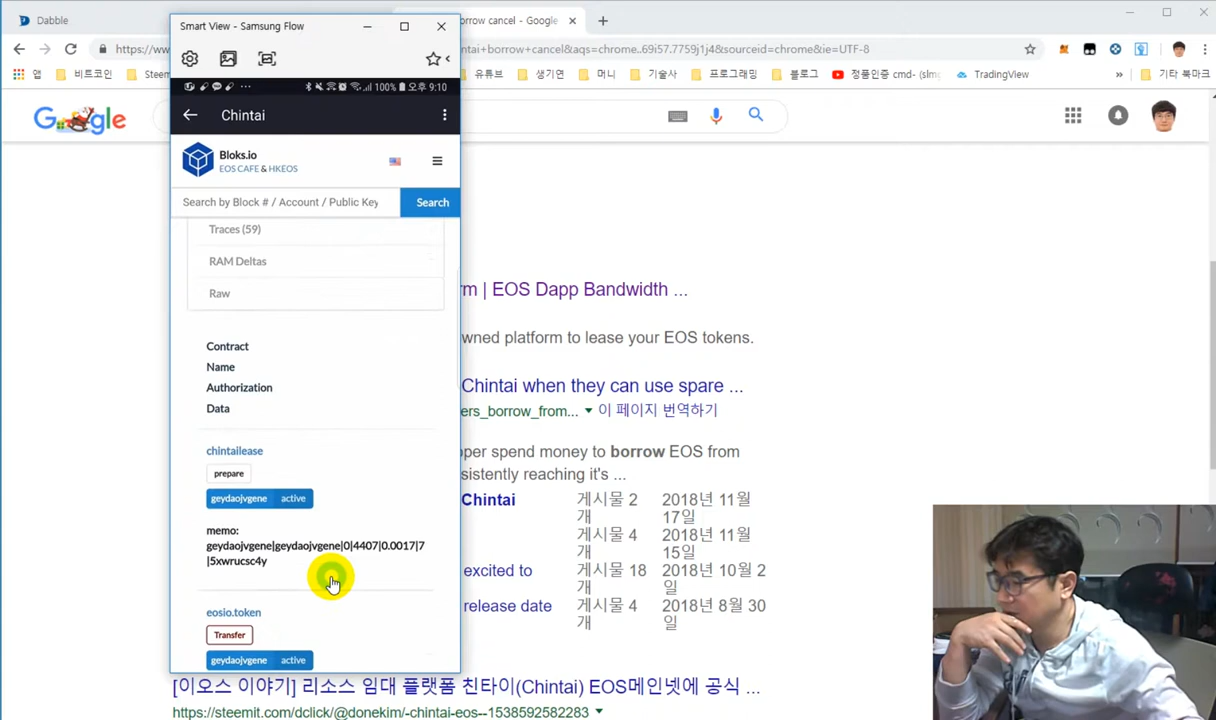 Dabble
Smart View - Samsung Flow
orrow cancel - Google
https://ww
ntai+borrow+cancel&aqs=chrome..69i57.7759j1j4&sourceid=chrome&ie=UTF-8
앱
비트코인
Steem
유튜브
생기연
머니
기술사
프로그래밍
블로그
정품인증 cmd- (slmg
TradingView
»
기타 북마크
100%
오후 9:10
Chintai
Google
Bloks.io
EOS CAFE & HKEOS
Search by Block # / Account / Public Key
Search
Traces (59)
RAM Deltas
Raw
Contract
Name
Authorization
Data
chintailease
prepare
geydaojvgene active
memo:
geydaojvgene|geydaojvgene|0|4407|0.0017|7
|5xwrucsc4y
eosio.token
Transfer
geydaojvgene active
rm | EOS Dapp Bandwidth ...
wned platform to lease your EOS tokens.
Chintai when they can use spare ...
ers_borrow_from... 이 페이지 번역하기
oper spend money to borrow EOS from
sistently reaching it's ...
Chintai
게시물 2
개
2018년 11월
17일
게시물 4
개
2018년 11월
15일
excited to
게시물 18
개
2018년 10월 2
일
release date
게시물 4
개
2018년 8월 30
일
[이오스 이야기] 리소스 임대 플랫폼 친타이(Chintai) EOS메인넷에 공식 ...
https://steemit.com/dclick/@donekim/-chintai-eos--1538592582283